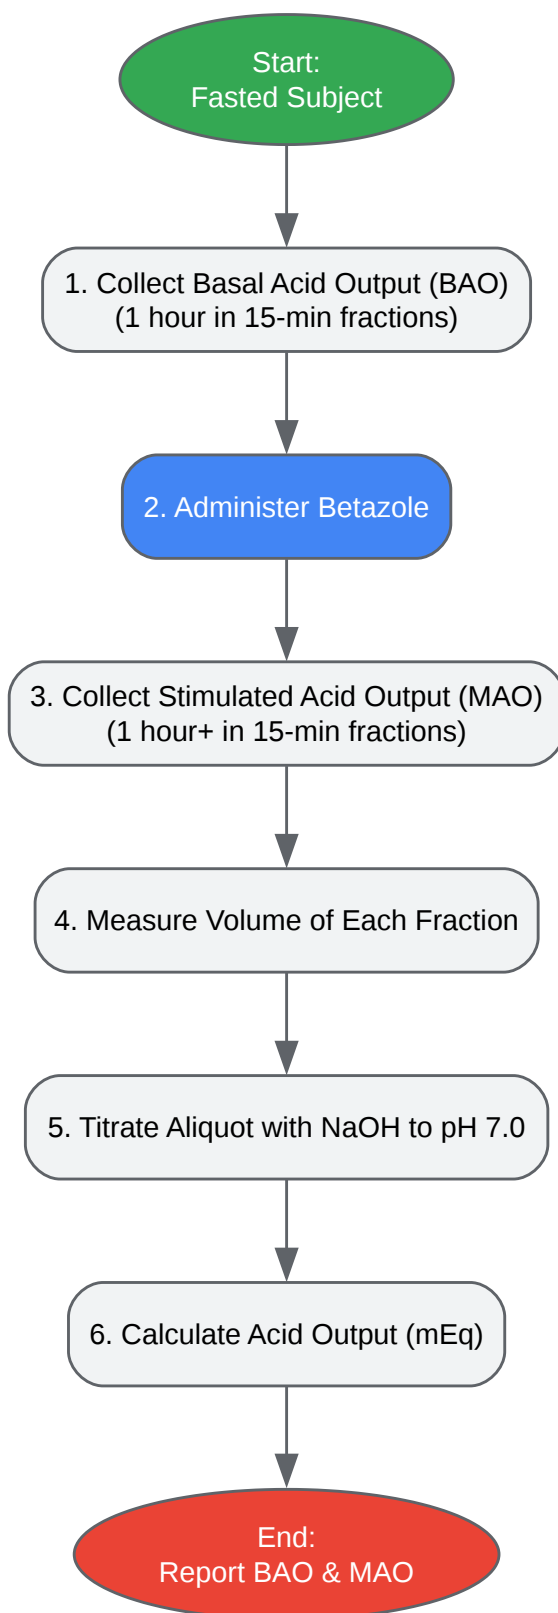 Start:
Fasted Subject
1. Collect Basal Acid Output (BAO)
(1 hour in 15-min fractions)
2. Administer Betazole
3. Collect Stimulated Acid Output (MAO)
(1 hour+ in 15-min fractions)
4. Measure Volume of Each Fraction
5. Titrate Aliquot with NaOH to pH 7.0
6. Calculate Acid Output (mEq)
End:
Report BAO & MAO